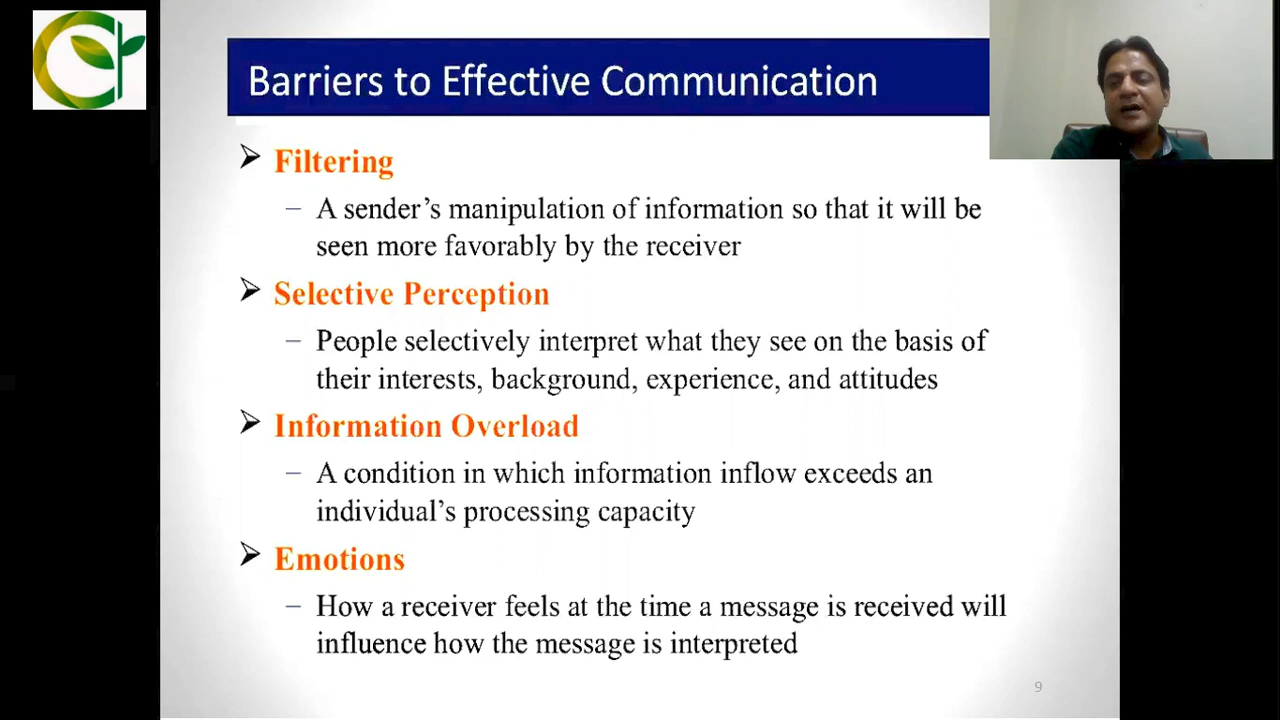 Barriers to Effective Communication
➢ Filtering
– A sender's manipulation of information so that it will be
seen more favorably by the receiver
➢ Selective Perception
– People selectively interpret what they see on the basis of
their interests, background, experience, and attitudes
➢ Information Overload
– A condition in which information inflow exceeds an
individual's processing capacity
➢ Emotions
– How a receiver feels at the time a message is received will
influence how the message is interpreted
9